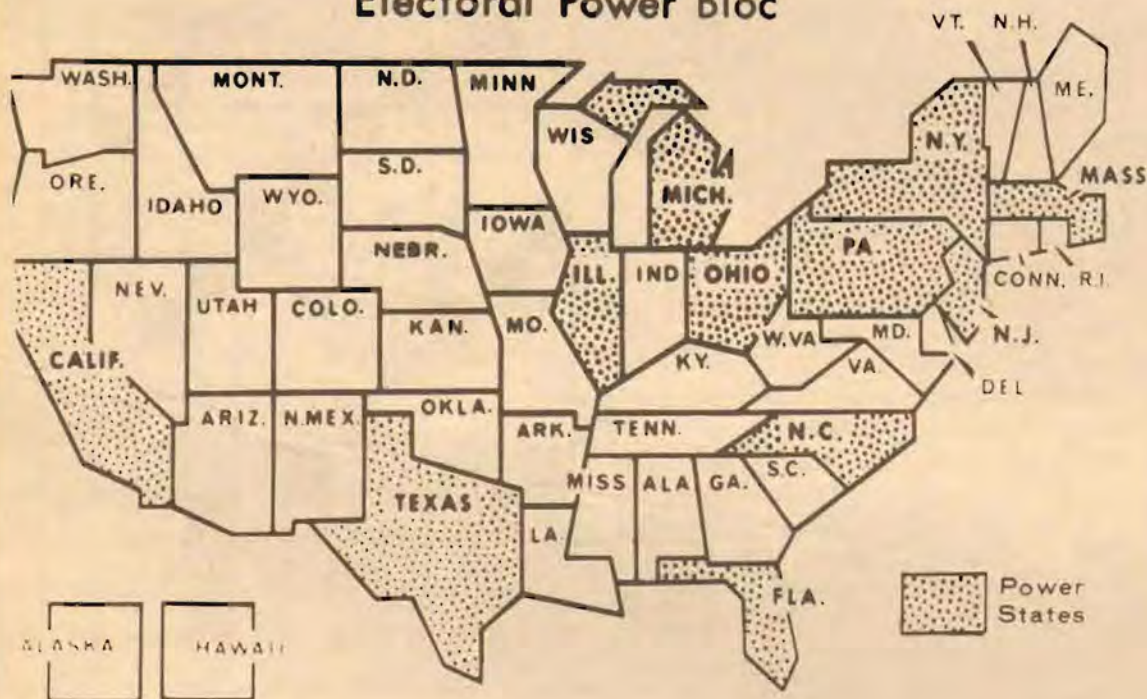 Electoral Power Bloc
VT. N.H.
WASH. MONT. N.D. MINN ME.
WIS
ORE. IDAHO WYO. S.D. MICH. N.Y. MASS
IOWA
NEBR. ILL. IND OHIO PA
NEV. UTAH COLO. CONN. R.I.
KAN. MO. W.VA MD. N.J.
CALIF. KY. VA. DEL
ARIZ. N.MEX. OKLA. ARK. TENN. N.C.
S.C.
TEXAS MISS ALA GA.
LA.
FLA.
Power
States
ALASKA HAWAII